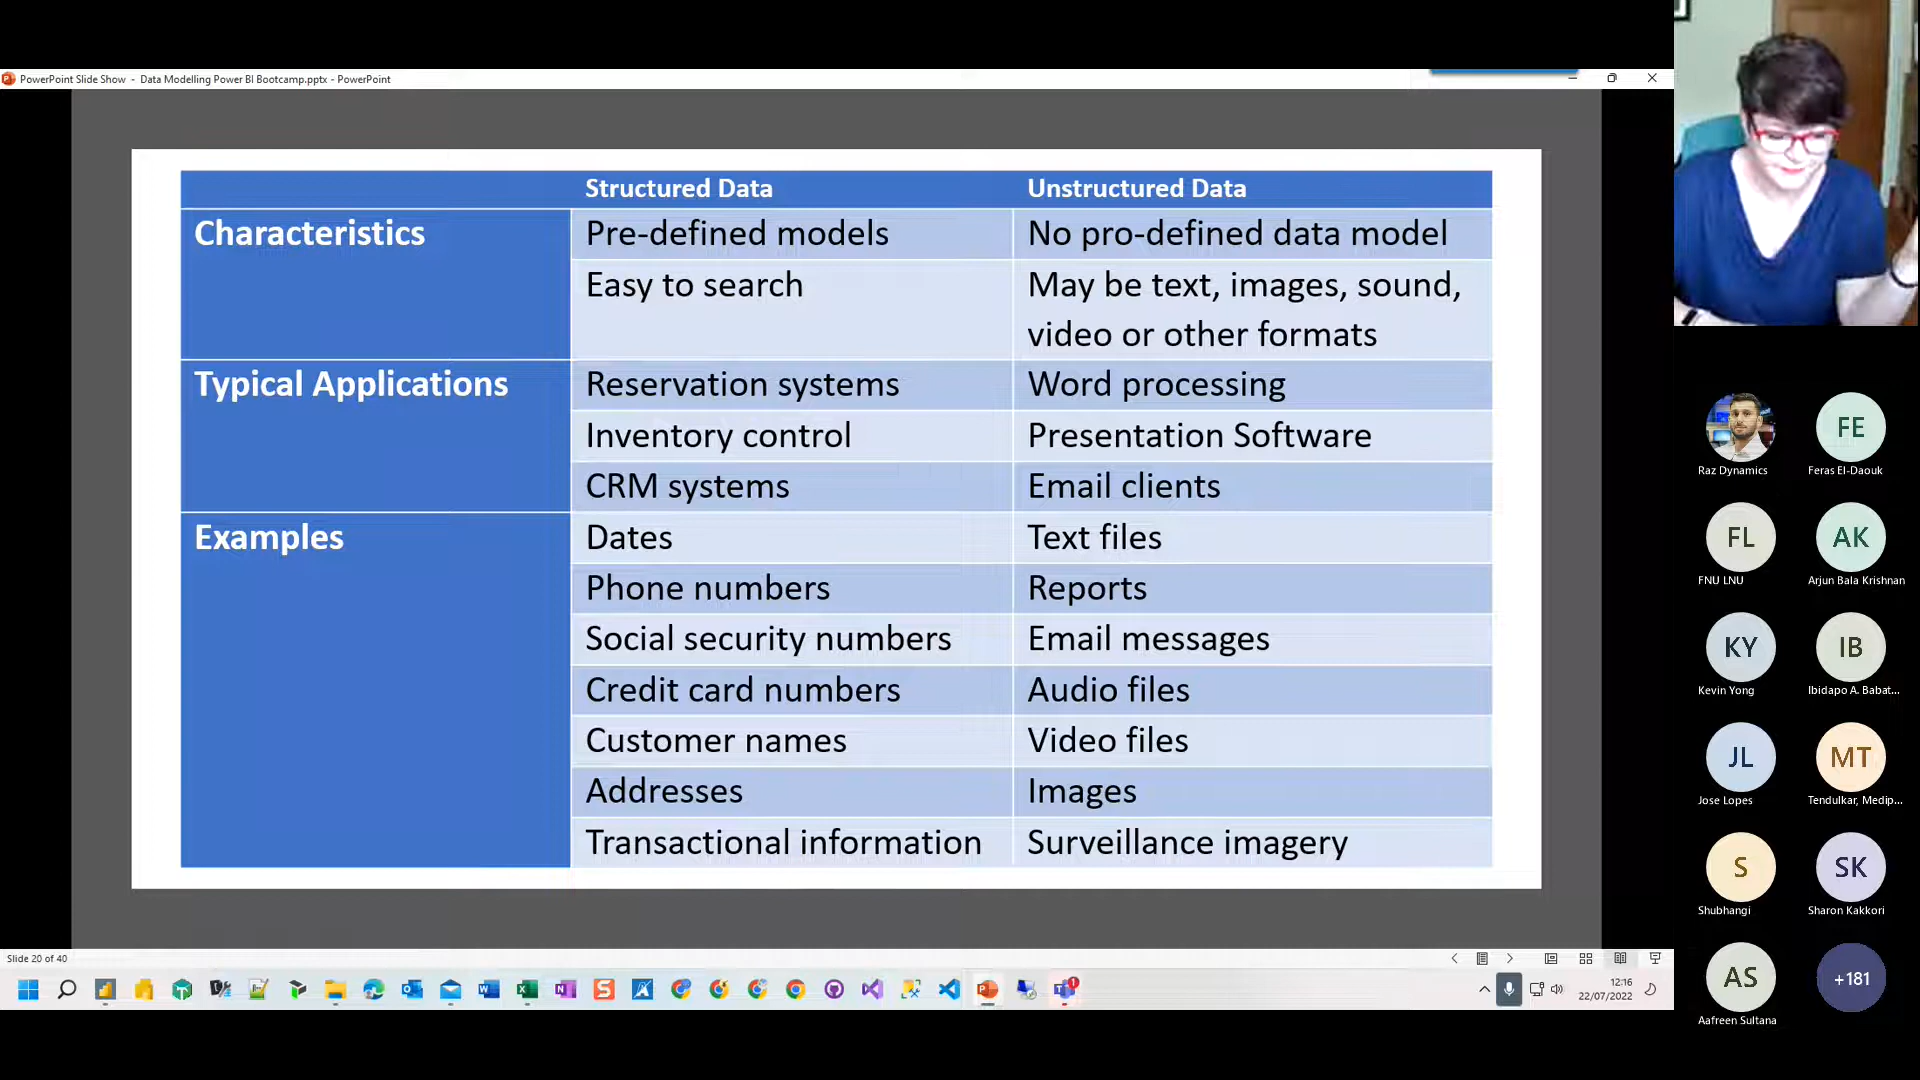 PowerPoint Slide Show - Data Modelling Power BI Bootcamp.pptx - PowerPoint
Structured Data Unstructured Data
Characteristics Pre-defined models No pro-defined data model
Easy to search May be text, images, sound,
video or other formats
Typical Applications Reservation systems Word processing
Inventory control Presentation Software
CRM systems Email clients
Examples Dates Text files
Phone numbers Reports
Social security numbers Email messages
Credit card numbers Audio files
Customer names Video files
Addresses Images
Transactional information Surveillance imagery
Slide 20 of 40
12:16
22/07/2022
1
Raz Dynamics
FE
Feras El-Daouk
FL
FNU LNU
AK
Arjun Bala Krishnan
KY
Kevin Yong
IB
Ibidapo A. Babat...
JL
Jose Lopes
MT
Tendulkar, Medip...
S
Shubhangi
SK
Sharon Kakkori
AS
Aafreen Sultana
+181